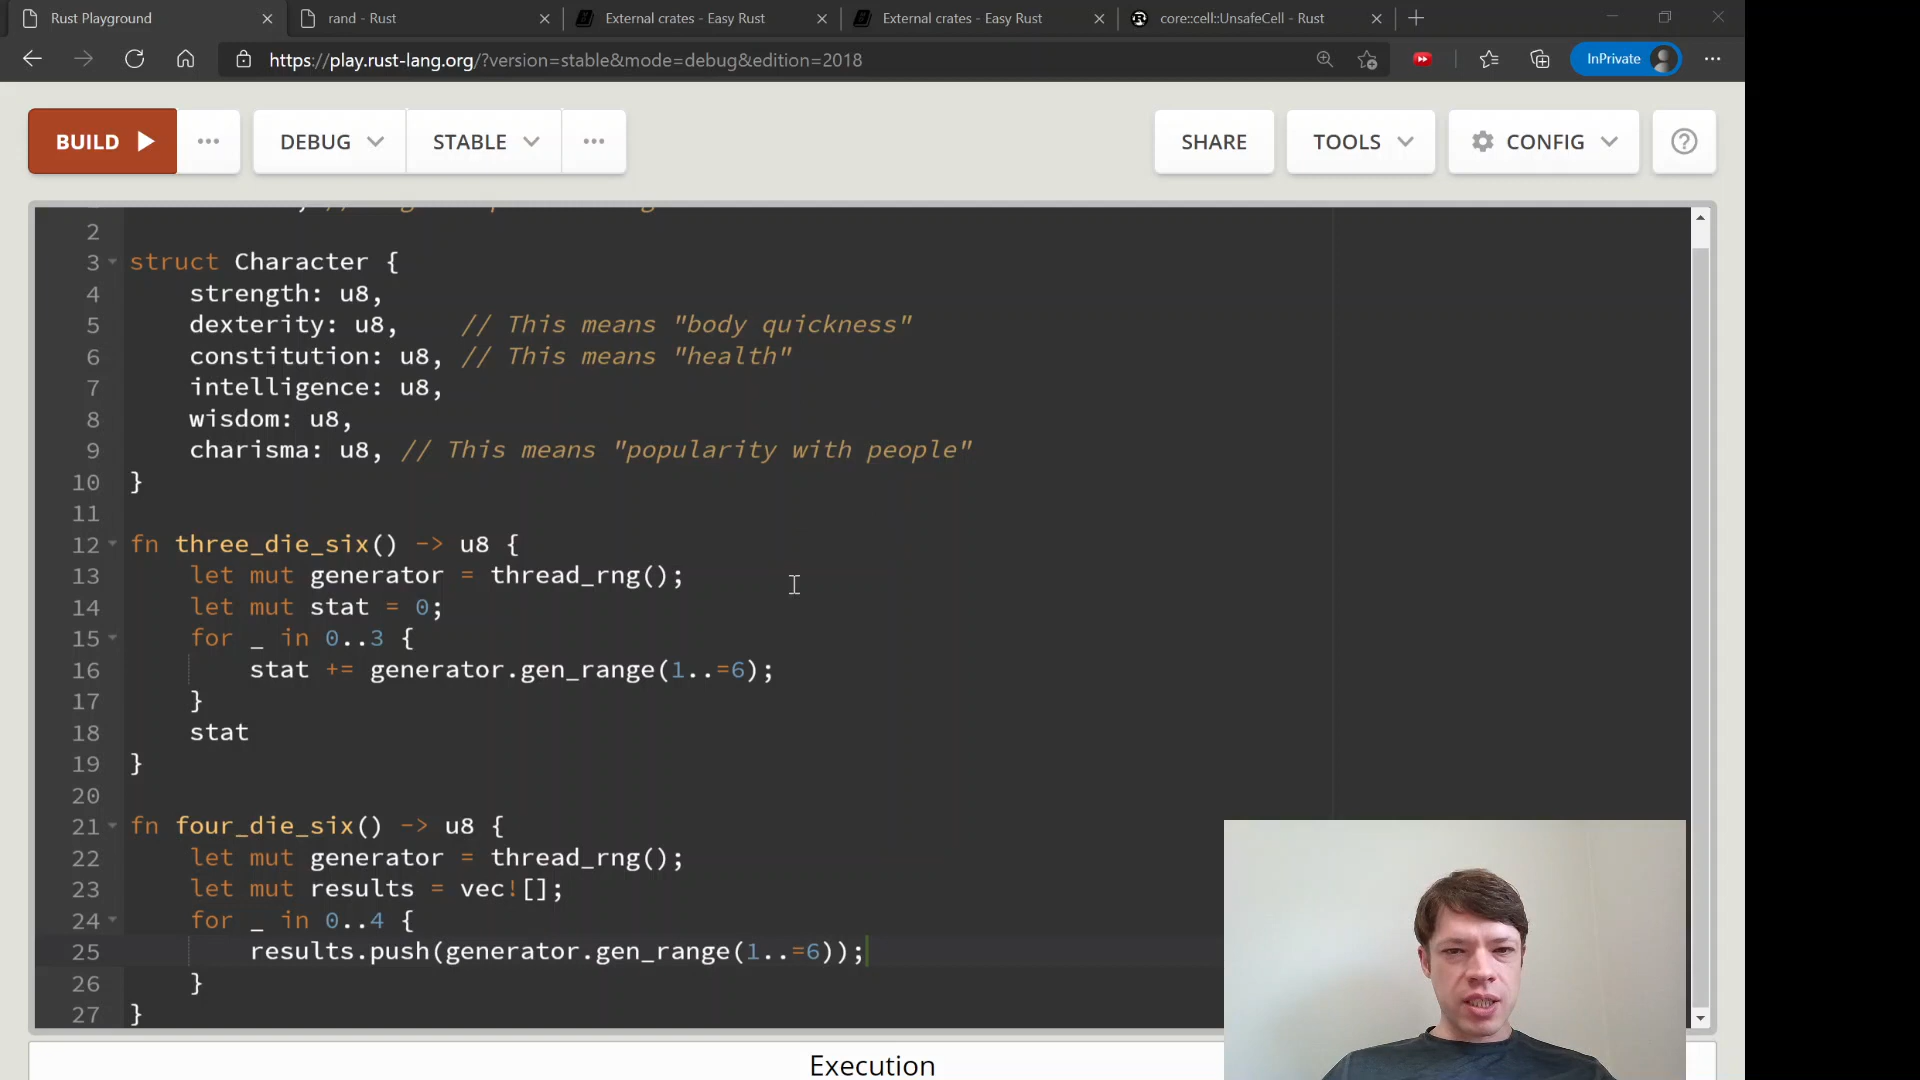 Rust Playground
rand - Rust
External crates - Easy Rust
External crates - Easy Rust
core::cell::UnsafeCell - Rust
https://play.rust-lang.org/?version=stable&mode=debug&edition=2018
InPrivate
BUILD
DEBUG
STABLE
SHARE
TOOLS
CONFIG
2
3 struct Character {
4 strength: u8,
5 dexterity: u8, // This means "body quickness"
6 constitution: u8, // This means "health"
7 intelligence: u8,
8 wisdom: u8,
9 charisma: u8, // This means "popularity with people"
10 }
11
12 fn three_die_six() -> u8 {
13 let mut generator = thread_rng();
14 let mut stat = 0;
15 for _ in 0..3 {
16 stat += generator.gen_range(1..=6);
17 }
18 stat
19 }
20
21 fn four_die_six() -> u8 {
22 let mut generator = thread_rng();
23 let mut results = vec![];
24 for _ in 0..4 {
25 results.push(generator.gen_range(1..=6));
26 }
27 }
Execution